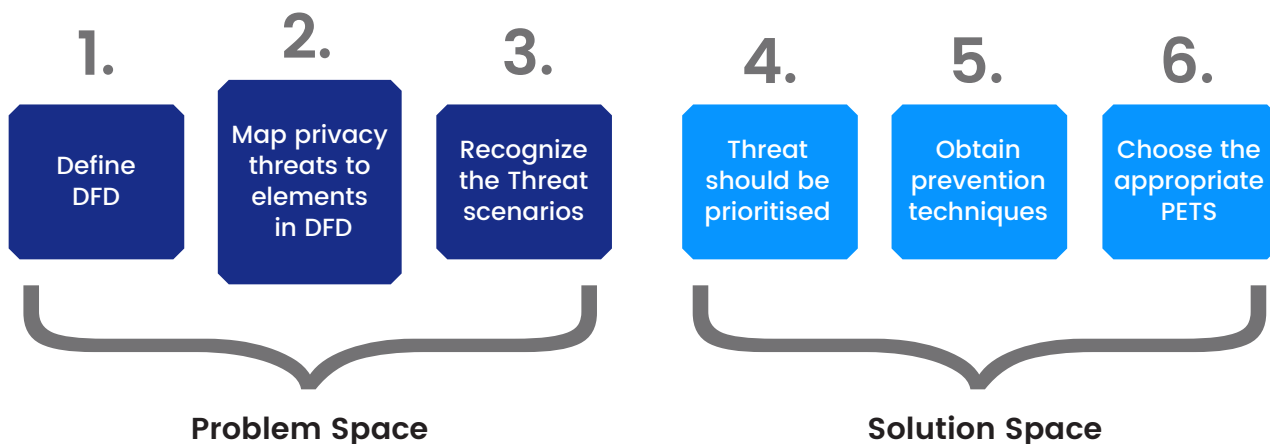 1.
Define
DFD
2.
Map privacy
threats to
elements
in DFD
3.
Recognize
the Threat
scenarios
4.
Threat
should be
prioritised
5.
Obtain
prevention
techniques
6.
Choose the
appropriate
PETS
Problem Space
Solution Space